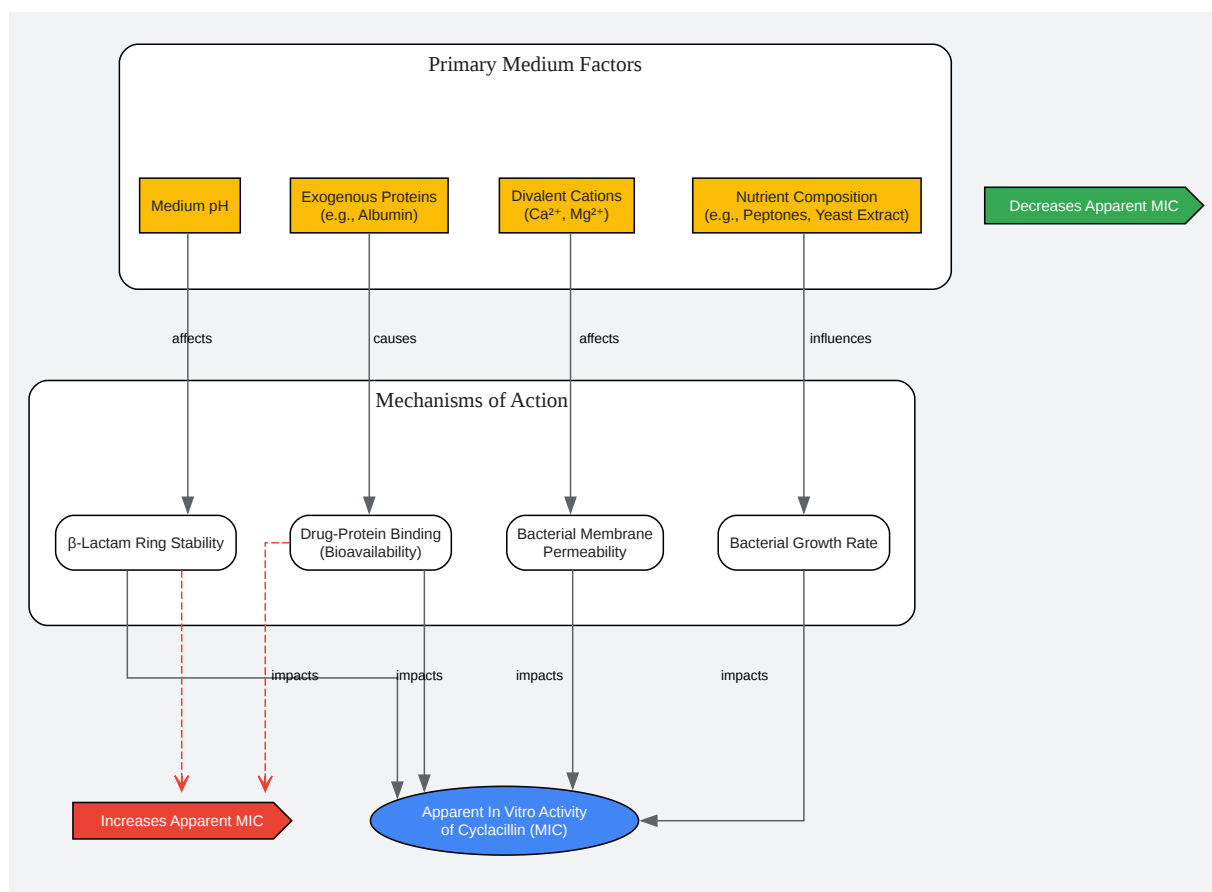 Primary Medium Factors
Medium pH
Exogenous Proteins
(e.g., Albumin)
Divalent Cations
(Ca²⁺, Mg²⁺)
Nutrient Composition
(e.g., Peptones, Yeast Extract)
Decreases Apparent MIC
affects
causes
affects
influences
Mechanisms of Action
β-Lactam Ring Stability
Drug-Protein Binding
(Bioavailability)
Bacterial Membrane
Permeability
Bacterial Growth Rate
impacts
impacts
impacts
impacts
Increases Apparent MIC
Apparent In Vitro Activity
of Cyclacillin (MIC)